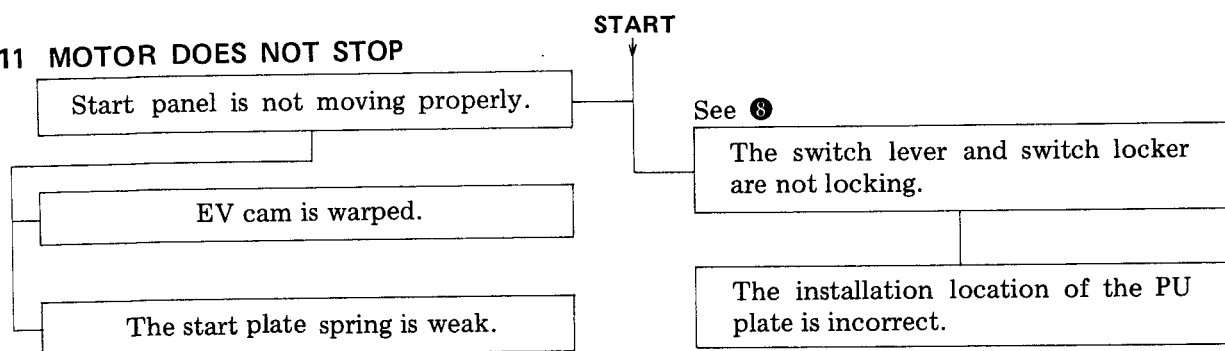 START
11 MOTOR DOES NOT STOP
Start panel is not moving properly.
See ❽
The switch lever and switch locker
are not locking.
EV cam is warped.
The installation location of the PU
plate is incorrect.
The start plate spring is weak.